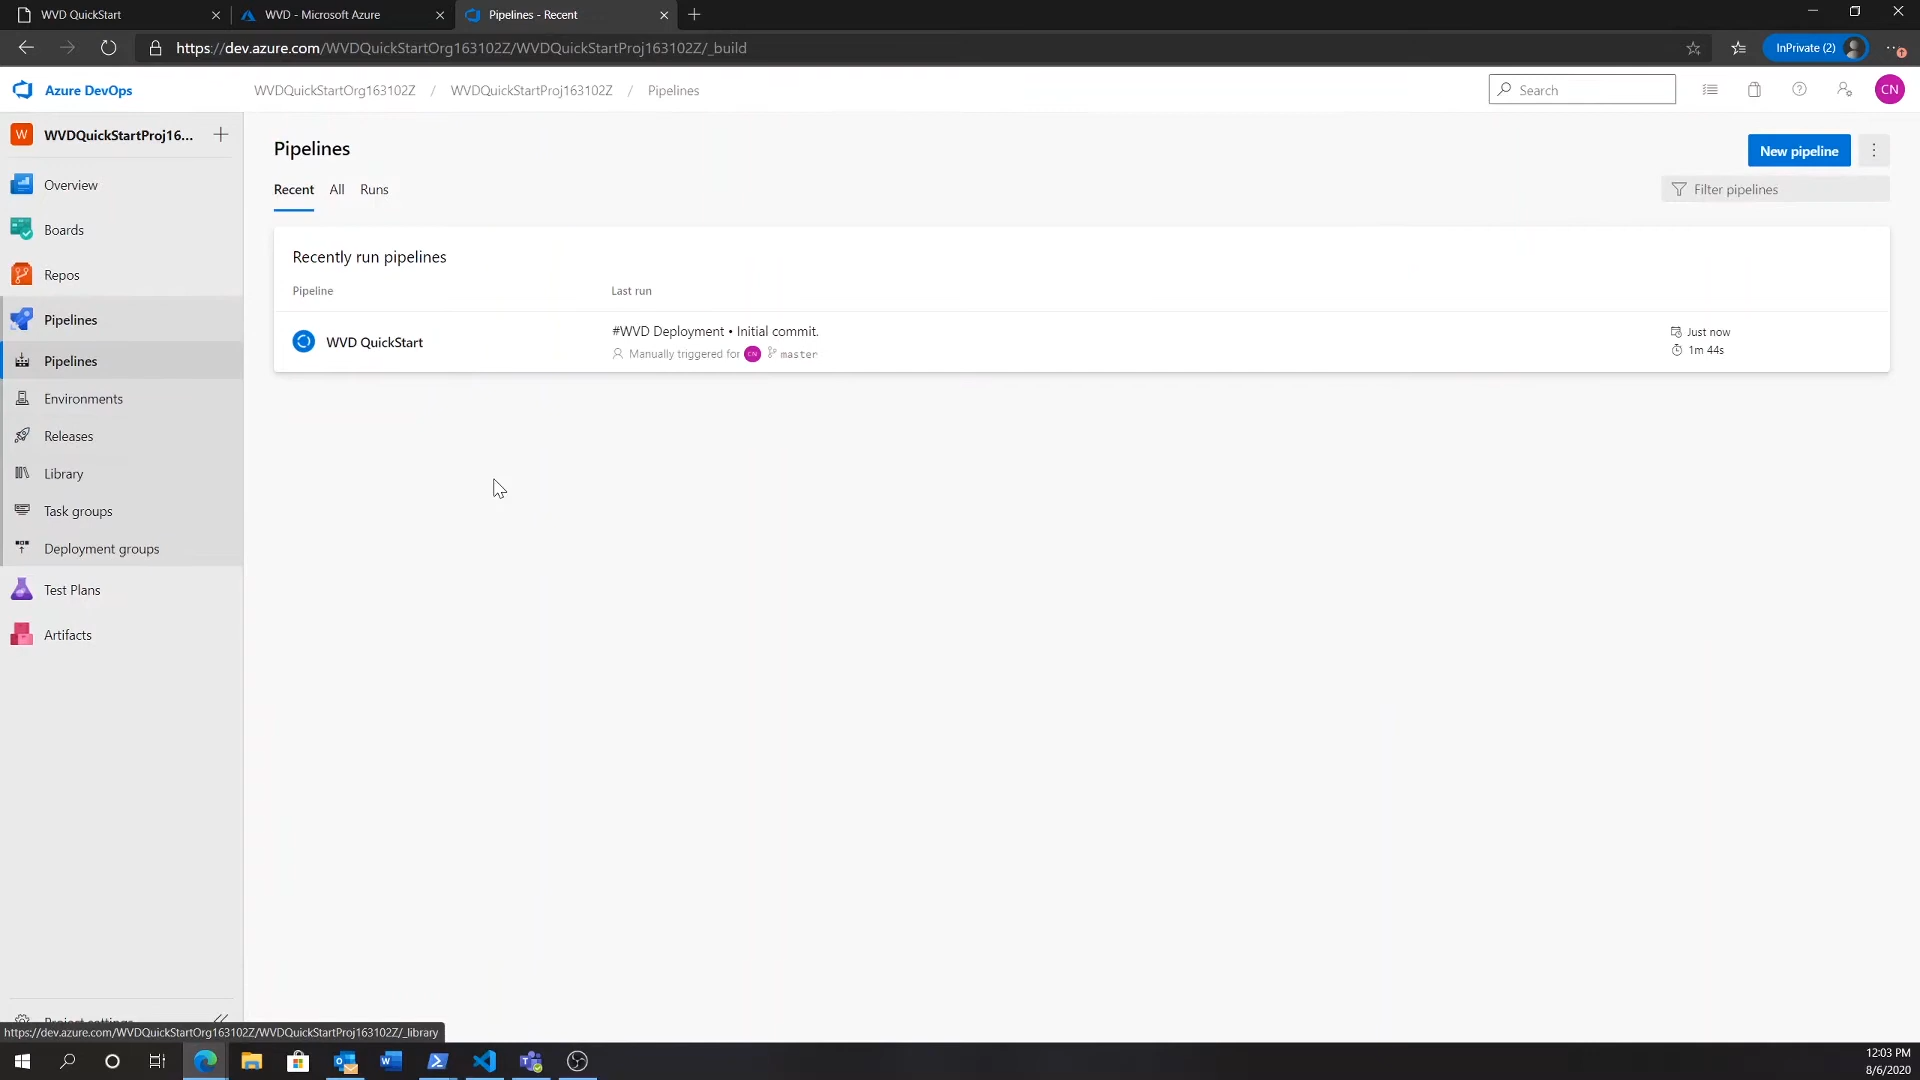 WVD QuickStart
WVD - Microsoft Azure
Pipelines - Recent
https://dev.azure.com/WVDQuickStartOrg163102Z/WVDQuickStartProj163102Z/_build
InPrivate (2)
Azure DevOps
WVDQuickStartOrg163102Z / WVDQuickStartProj163102Z / Pipelines
Search
CN
W
WVDQuickStartProj16...
Overview
Boards
Repos
Pipelines
Pipelines
Environments
Releases
Library
Task groups
Deployment groups
Test Plans
Artifacts
Pipelines
New pipeline
Recent All Runs
Filter pipelines
Recently run pipelines
Pipeline Last run
WVD QuickStart
#WVD Deployment • Initial commit.
Manually triggered for CN master
Just now
1m 44s
Project settings
https://dev.azure.com/WVDQuickStartOrg163102Z/WVDQuickStartProj163102Z/_library
12:03 PM
8/6/2020